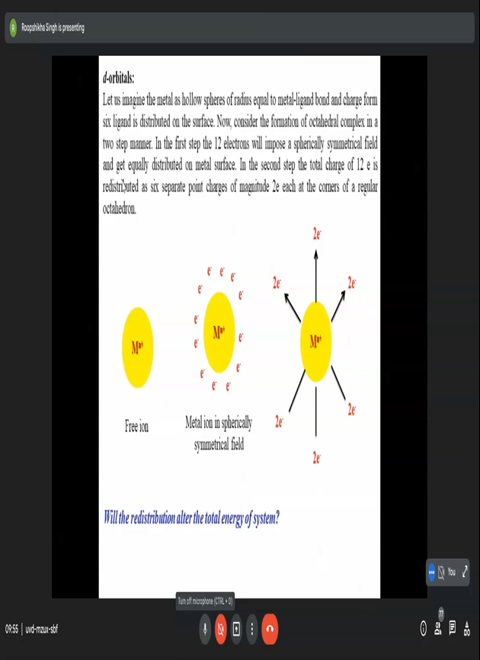 R
Roopshikha Singh is presenting
d-orbitals:
Let us imagine the metal as hollow spheres of radius equal to metal-ligand bond and charge form
six ligand is distributed on the surface. Now, consider the formation of octahedral complex in a
two step manner. In the first step the 12 electrons will impose a spherically symmetrical field
and get equally distributed on metal surface. In the second step the total charge of 12 e is
redistributed as six separate point charges of magnitude 2e each at the corners of a regular
octahedron.
2e-
e- e- e- e- e-
2e- 2e-
e- e- e- e-
Mn+ Mn+ Mn+
e- e- e- e-
2e- 2e-
Free ion
Metal ion in spherically
symmetrical field
2e-
Will the redistribution alter the total energy of system?
You
Turn off microphone (CTRL + D)
09:55 | uvd-mzux-sbf